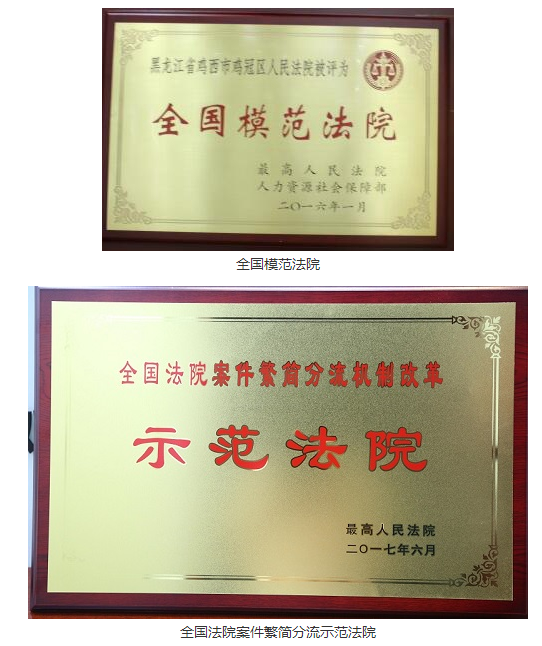 黑龙江省鸡西市鸡冠区人民法院被评为
全国模范法院
最高人民法院
人力资源社会保障部
二〇一六年一月
全国模范法院
全国法院案件繁简分流机制改革
示范法院
最高人民法院
二〇一七年六月
全国法院案件繁简分流示范法院